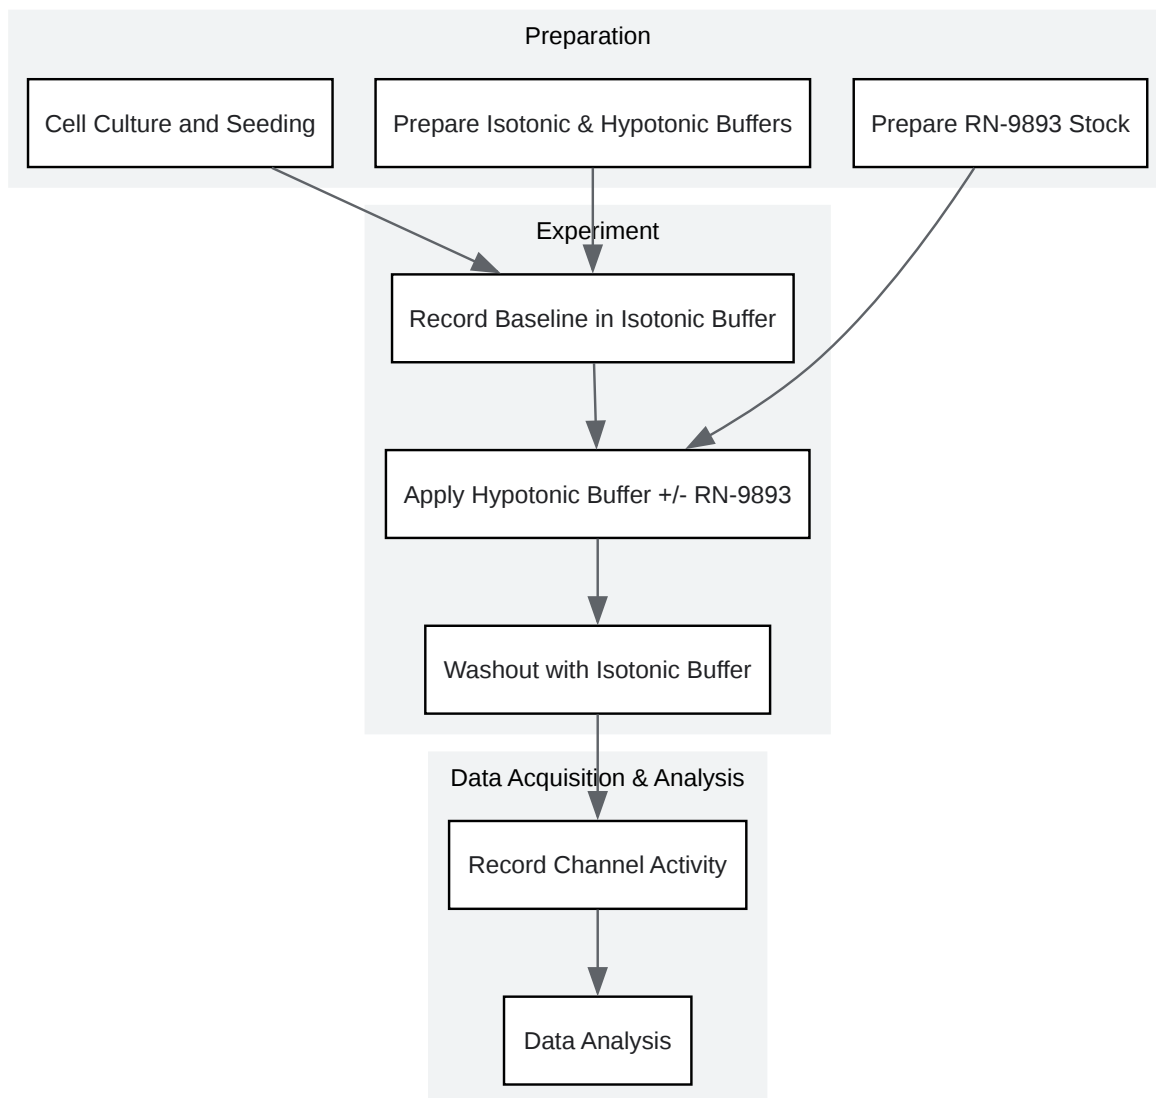 Preparation
Cell Culture and Seeding
Prepare Isotonic & Hypotonic Buffers
Prepare RN-9893 Stock
Experiment
Record Baseline in Isotonic Buffer
Apply Hypotonic Buffer +/- RN-9893
Washout with Isotonic Buffer
Data Acquisition & Analysis
Record Channel Activity
Data Analysis